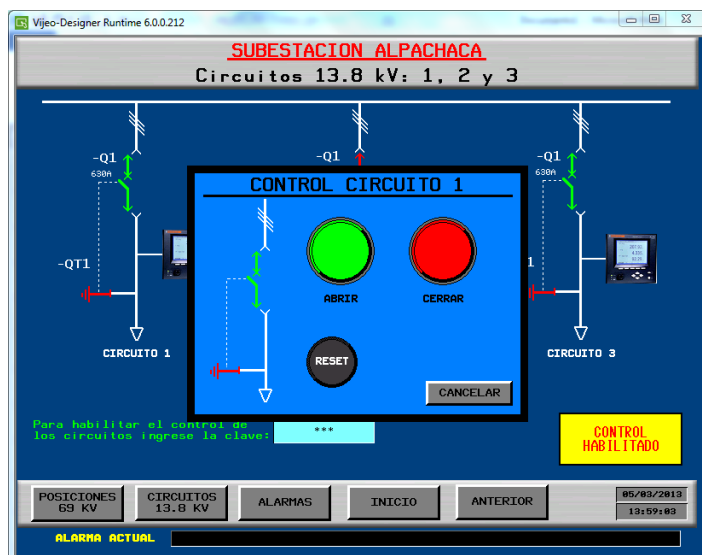 Vijeo-Designer Runtime 6.0.0.212
SUBESTACION ALPACHACA
Circuitos 13.8 kV: 1, 2 y 3
-Q1
-Q1
-Q1
630A
630A
CONTROL CIRCUITO 1
-QT1
ABRIR
CERRAR
RESET
CANCELAR
CIRCUITO 1
CIRCUITO 3
Para habilitar el control de
los circuitos ingrese la clave:
***
CONTROL
HABILITADO
POSICIONES
69 KV
CIRCUITOS
13.8 KV
ALARMAS
INICIO
ANTERIOR
05/03/2013
13:59:03
ALARMA ACTUAL